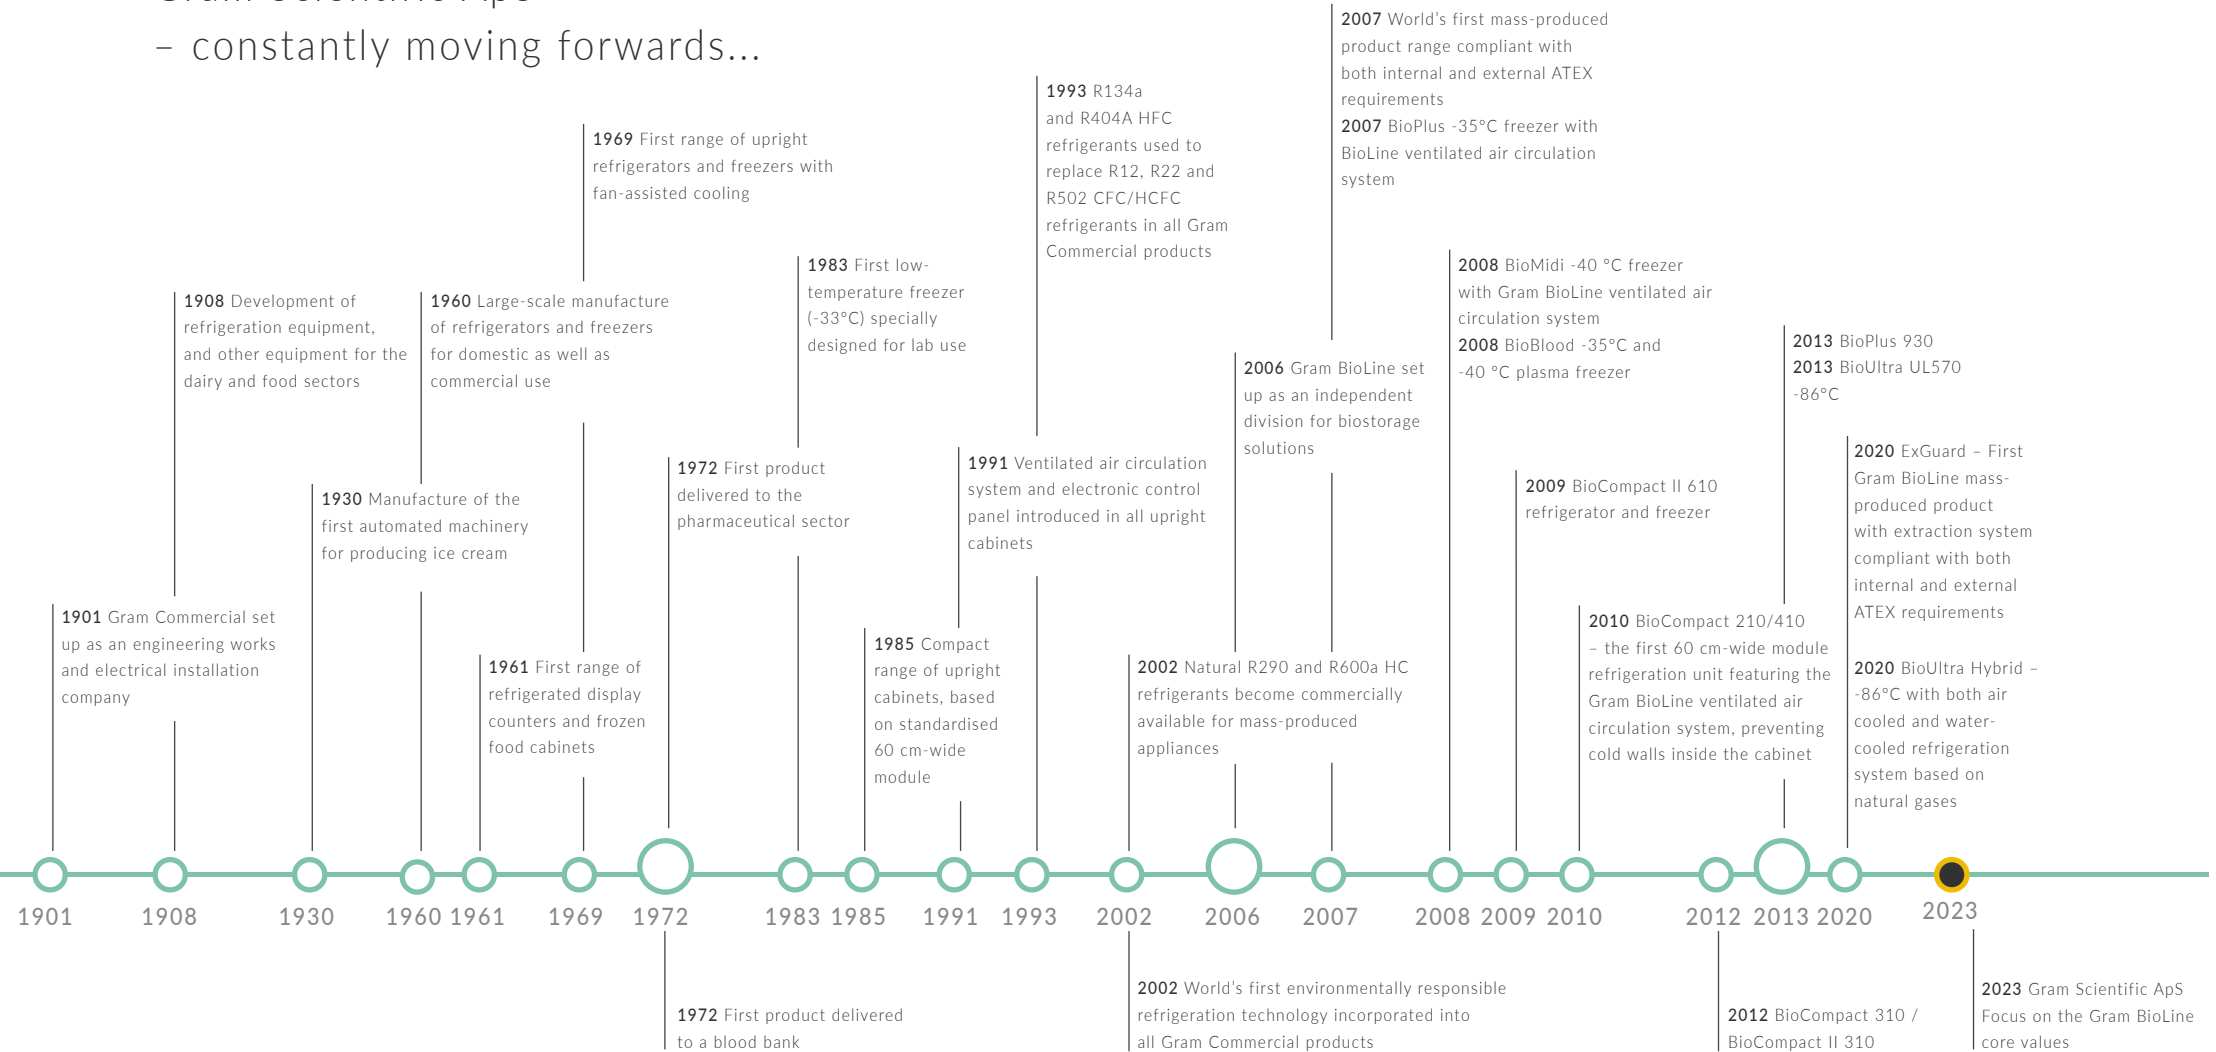 – constantly moving forwards...
1901 Gram Commercial set
up as an engineering works
and electrical installation
company
1908 Development of
refrigeration equipment,
and other equipment for the
dairy and food sectors
1930 Manufacture of the
first automated machinery
for producing ice cream
1960 Large-scale manufacture
of refrigerators and freezers
for domestic as well as
commercial use
1961 First range of
refrigerated display
counters and frozen
food cabinets
1969 First range of upright
refrigerators and freezers with
fan-assisted cooling
1972 First product
delivered to the
pharmaceutical sector
1983 First low-
temperature freezer
(-33°C) specially
designed for lab use
1985 Compact
range of upright
cabinets, based
on standardised
60 cm-wide
module
1991 Ventilated air circulation
system and electronic control
panel introduced in all upright
cabinets
1993 R134a
and R404A HFC
refrigerants used to
replace R12, R22 and
R502 CFC/HCFC
refrigerants in all Gram
Commercial products
2002 Natural R290 and R600a HC
refrigerants become commercially
available for mass-produced
appliances
2006 Gram BioLine set
up as an independent
division for biostorage
solutions
2007 World's first mass-produced
product range compliant with
both internal and external ATEX
requirements
2007 BioPlus -35°C freezer with
BioLine ventilated air circulation
system
2008 BioMidi -40 °C freezer
with Gram BioLine ventilated air
circulation system
2008 BioBlood -35°C and
-40 °C plasma freezer
2009 BioCompact II 610
refrigerator and freezer
2010 BioCompact 210/410
– the first 60 cm-wide module
refrigeration unit featuring the
Gram BioLine ventilated air
circulation system, preventing
cold walls inside the cabinet
2013 BioPlus 930
2013 BioUltra UL570
-86°C
2020 ExGuard – First
Gram BioLine mass-
produced product
with extraction system
compliant with both
internal and external
ATEX requirements
2020 BioUltra Hybrid –
-86°C with both air
cooled and water-
cooled refrigeration
system based on
natural gases
1901 1908 1930 1960 1961 1969 1972 1983 1985 1991 1993 2002 2006 2007 2008 2009 2010 2012 2013 2020 2023
1972 First product delivered
to a blood bank
2002 World's first environmentally responsible
refrigeration technology incorporated into
all Gram Commercial products
2012 BioCompact 310 /
BioCompact II 310
2023 Gram Scientific ApS
Focus on the Gram BioLine
core values